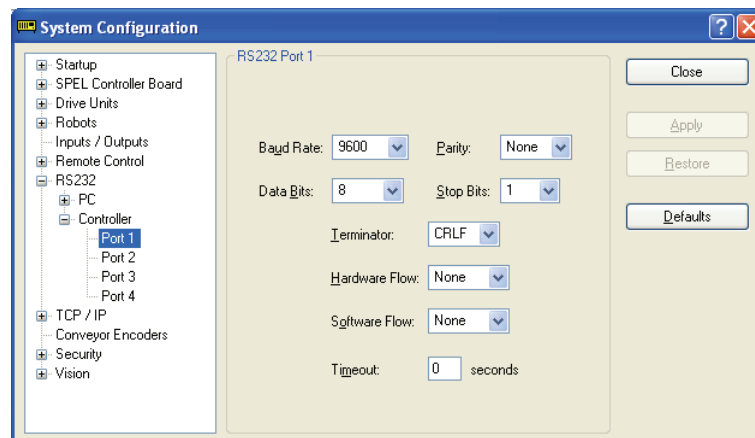 System Configuration
Startup
SPEL Controller Board
Drive Units
Robots
Inputs / Outputs
Remote Control
RS232
PC
Controller
Port 1
Port 2
Port 3
Port 4
TCP / IP
Conveyor Encoders
Security
Vision
RS232 Port 1
Baud Rate: 9600 Parity: None
Data Bits: 8 Stop Bits: 1
Terminator: CRLF
Hardware Flow: None
Software Flow: None
Timeout: 0 seconds
Close
Apply
Restore
Defaults